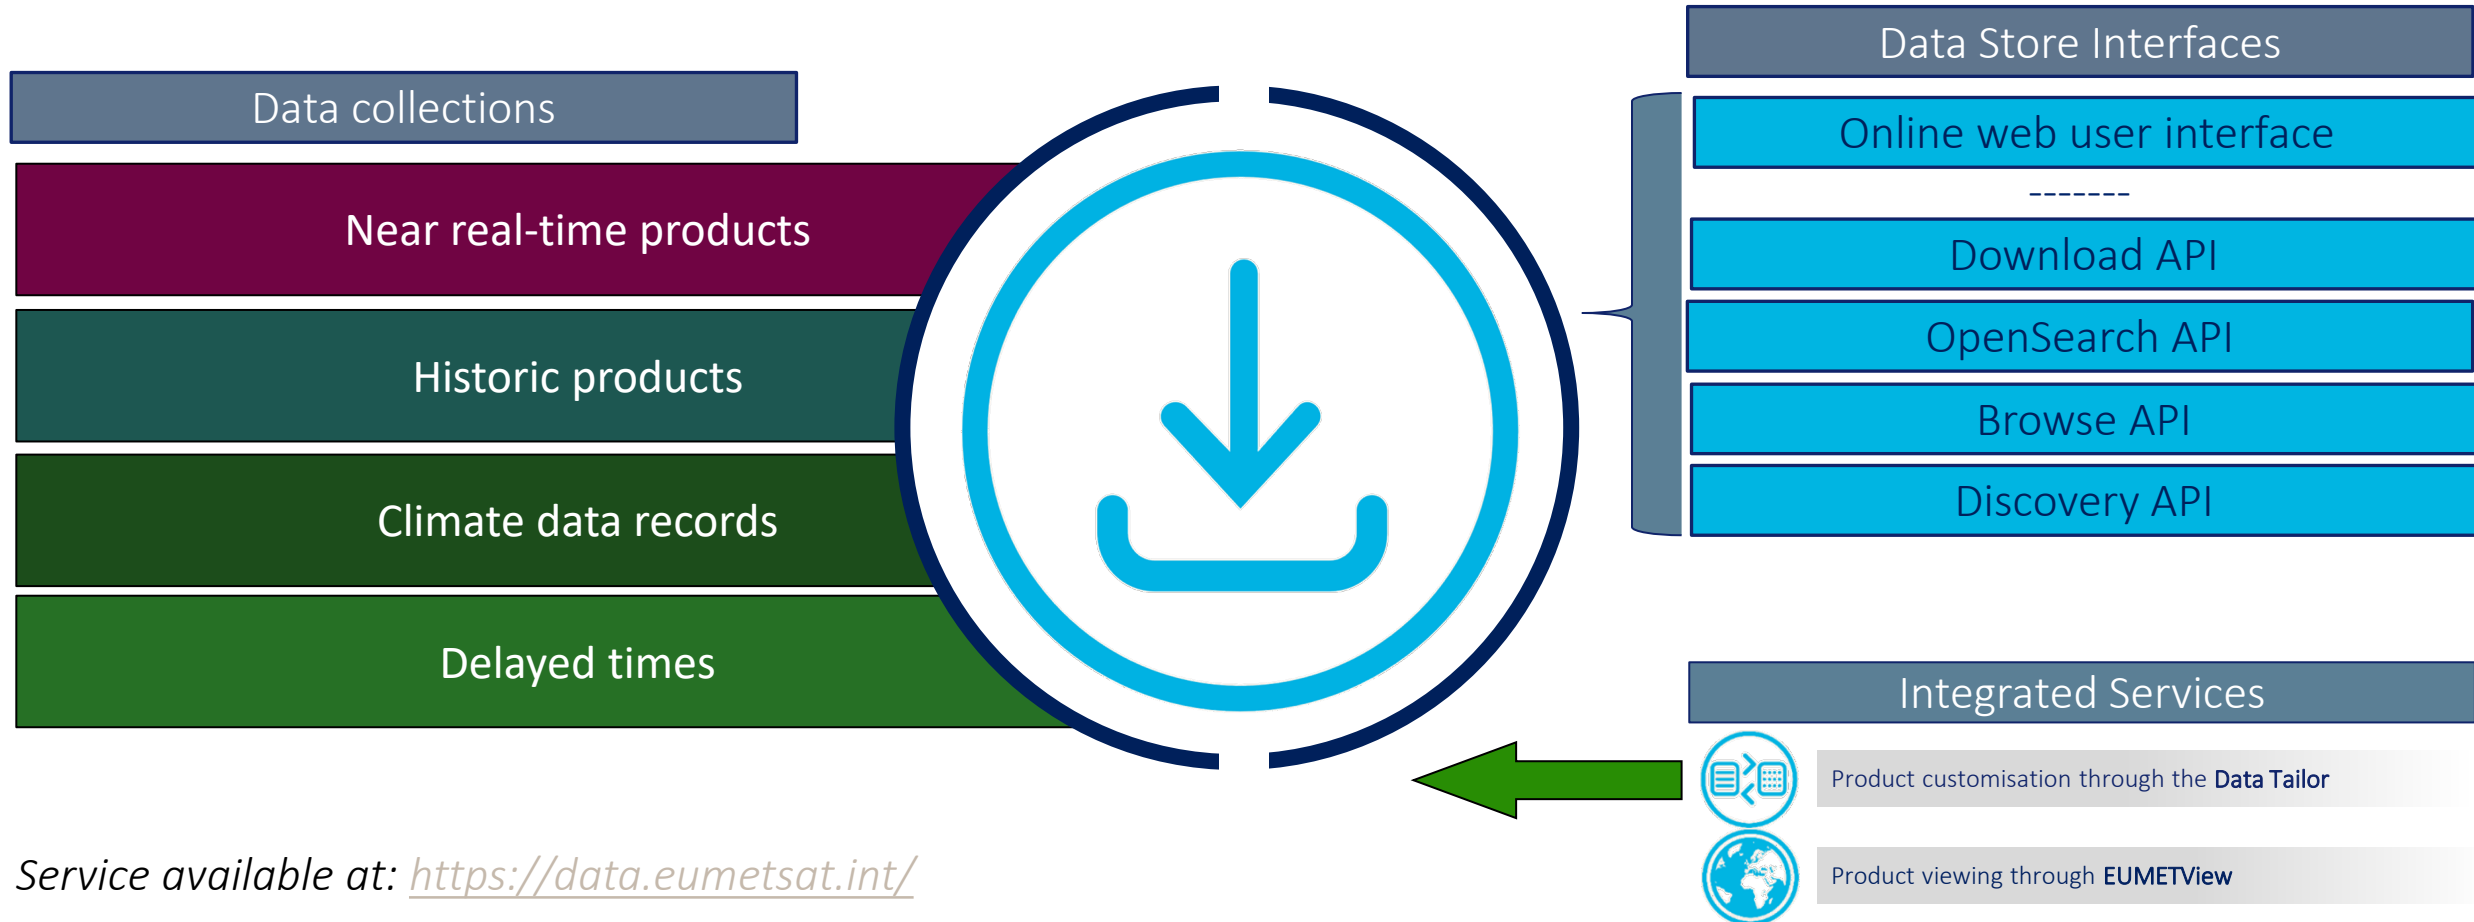 Data collections
Near real-time products
Historic products
Climate data records
Delayed times
Data Store Interfaces
Online web user interface
-------
Download API
OpenSearch API
Browse API
Discovery API
Integrated Services
Product customisation through the Data Tailor
Product viewing through EUMETView
Service available at: https://data.eumetsat.int/